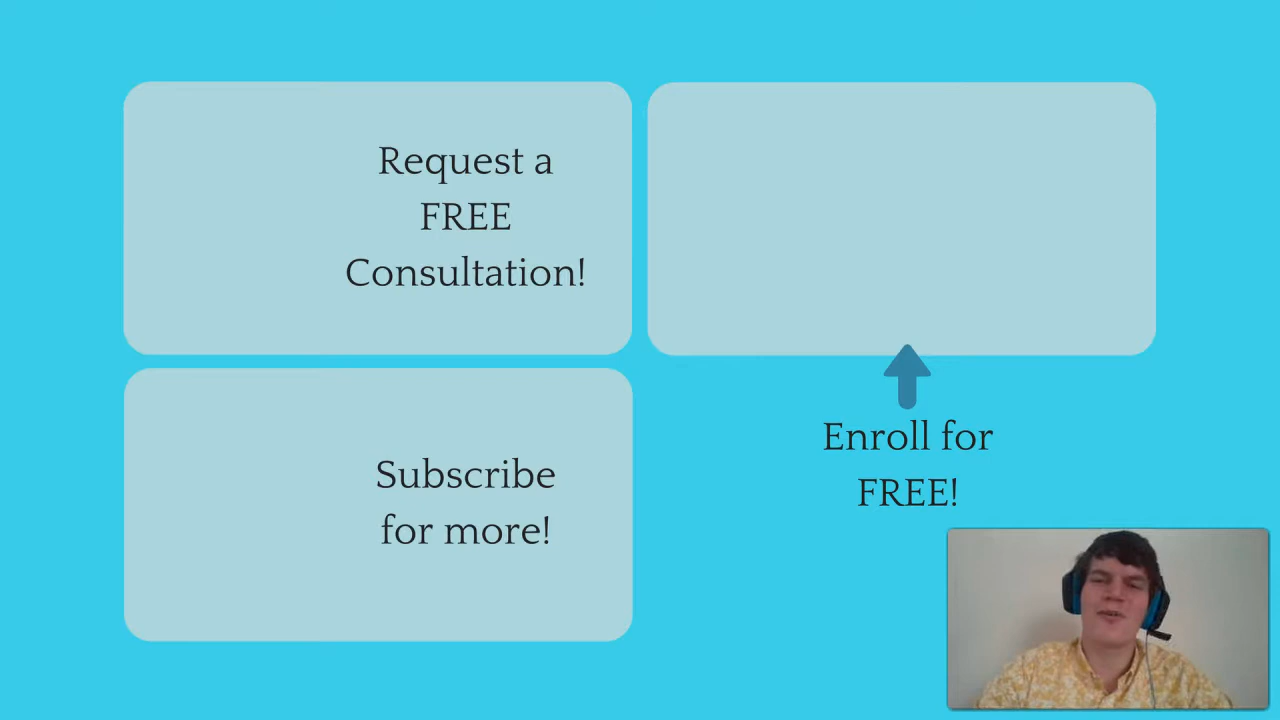 Request a
FREE
Consultation!
Subscribe
for more!
Enroll for
FREE!